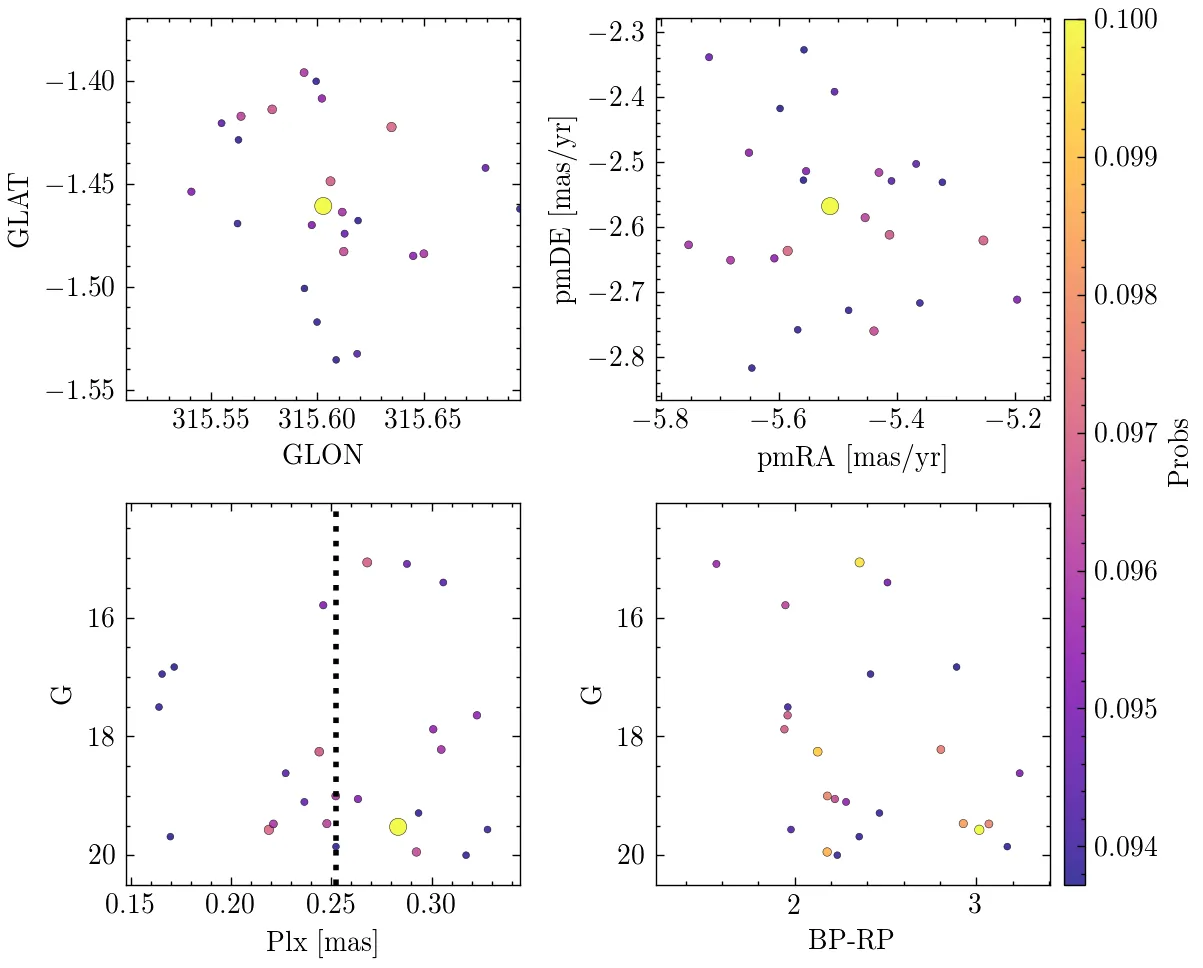 −1.40
−1.45
−1.50
−1.55
GLAT
315.55 315.60 315.65
GLON
−2.3
−2.4
−2.5
−2.6
−2.7
−2.8
pmDE [mas/yr]
−5.8 −5.6 −5.4 −5.2
pmRA [mas/yr]
16
18
20
G
0.15 0.20 0.25 0.30
Plx [mas]
16
18
20
G
2 3
BP-RP
0.100
0.099
0.098
0.097
0.096
0.095
0.094
Probs